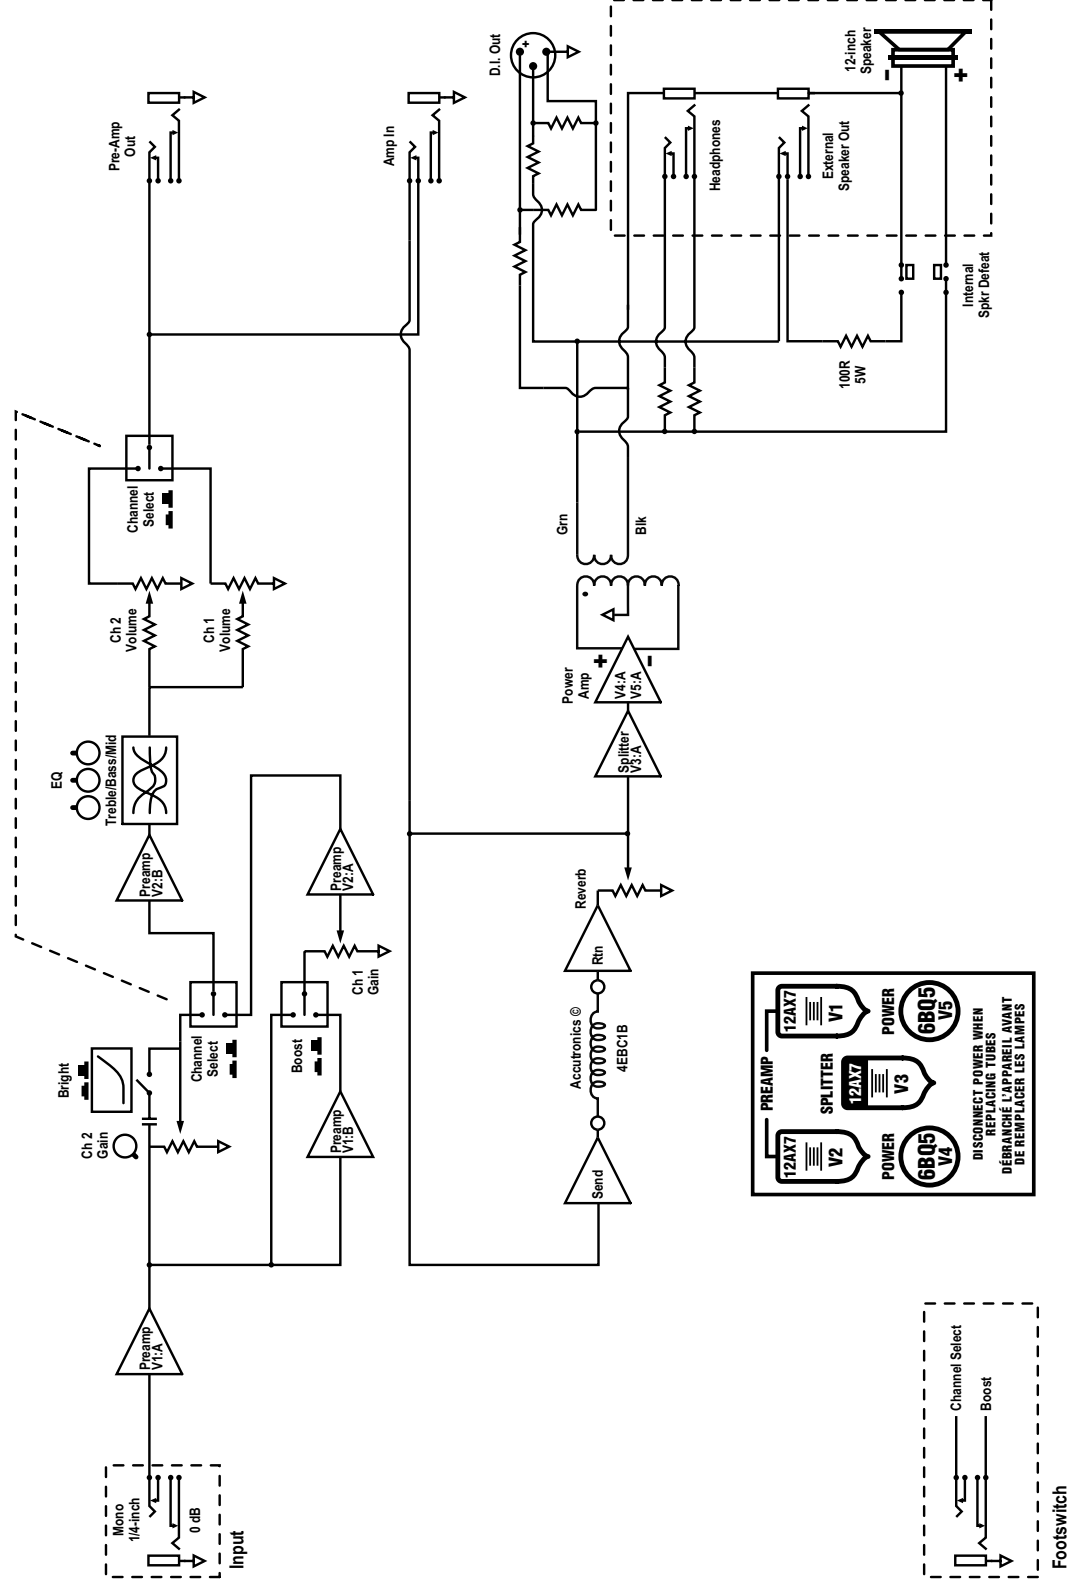 Mono
1/4-inch
0 dB
Input
Preamp
V1:A
Ch 2
Gain
Bright
Channel
Select
Boost
Preamp
V1:B
Ch 1
Gain
Preamp
V2:A
Preamp
V2:B
EQ
Treble/Bass/Mid
Ch 2
Volume
Ch 1
Volume
Channel
Select
Pre-Amp
Out
Amp In
Send
Accutronics ©
4EBC1B
Rtn
Reverb
Splitter
V3:A
Power
Amp
V4:A
V5:A
+
–
Grn
Blk
D.I. Out
+
Headphones
External
Speaker Out
100R
5W
Internal
Spkr Defeat
12-inch
Speaker
–
+
Footswitch
Channel Select
Boost
PREAMP
12AX7
V2
SPLITTER
12AX7
V3
12AX7
V1
POWER
6BQ5
V4
POWER
6BQ5
V5
DISCONNECT POWER WHEN
REPLACING TUBES
DÉBRANCHÉ L'APPAREIL AVANT
DE REMPLACER LES LAMPES